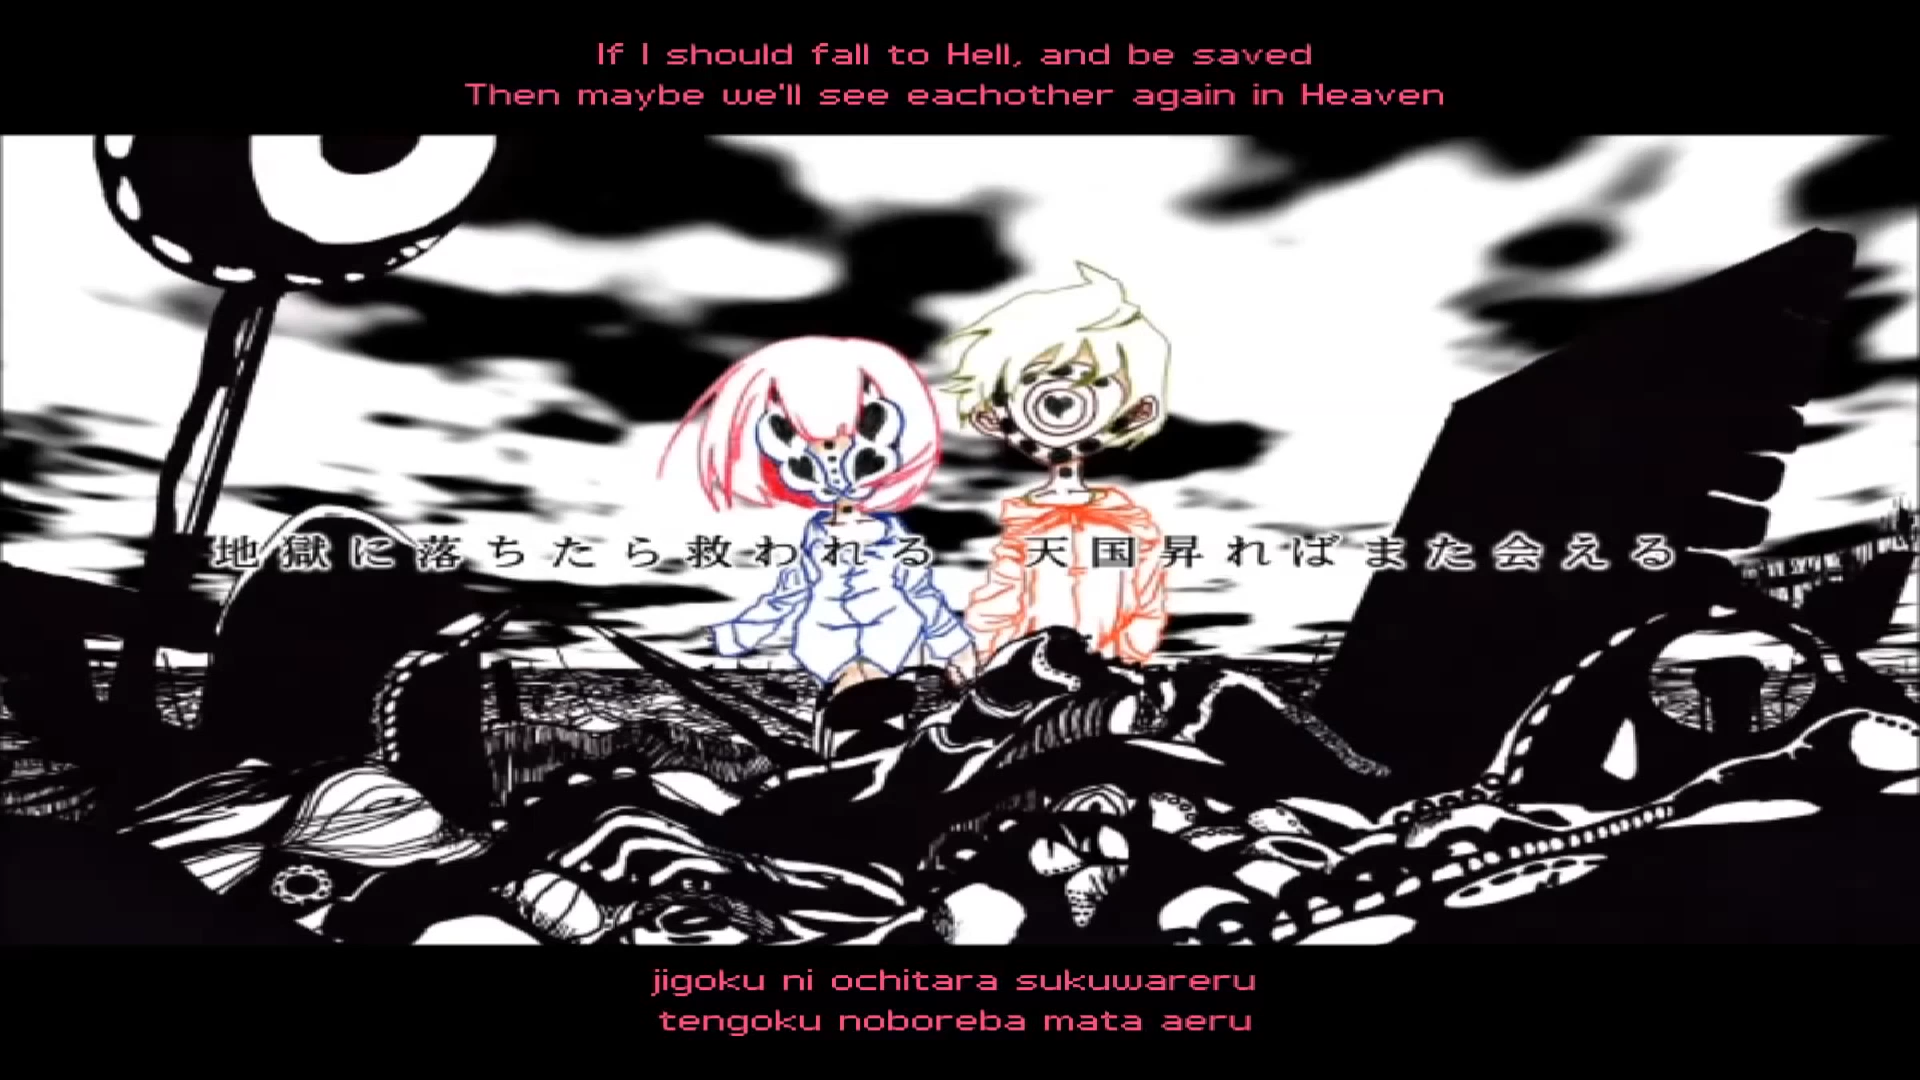 If I should fall to Hell, and be saved
Then maybe we'll see eachother again in Heaven
地獄に落ちたら救われる　天国昇ればまた会える
jigoku ni ochitara sukuwareru
tengoku noboreba mata aeru